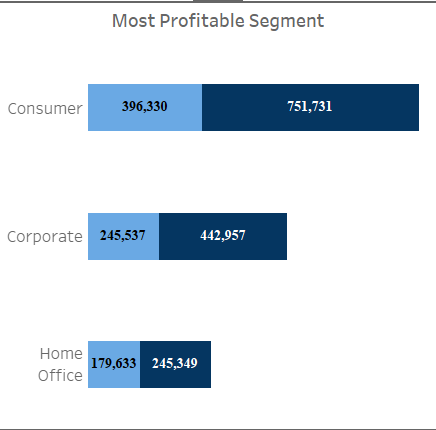 Most Profitable Segment
Consumer 396,330 751,731
Corporate 245,537 442,957
Home
Office 179,633 245,349